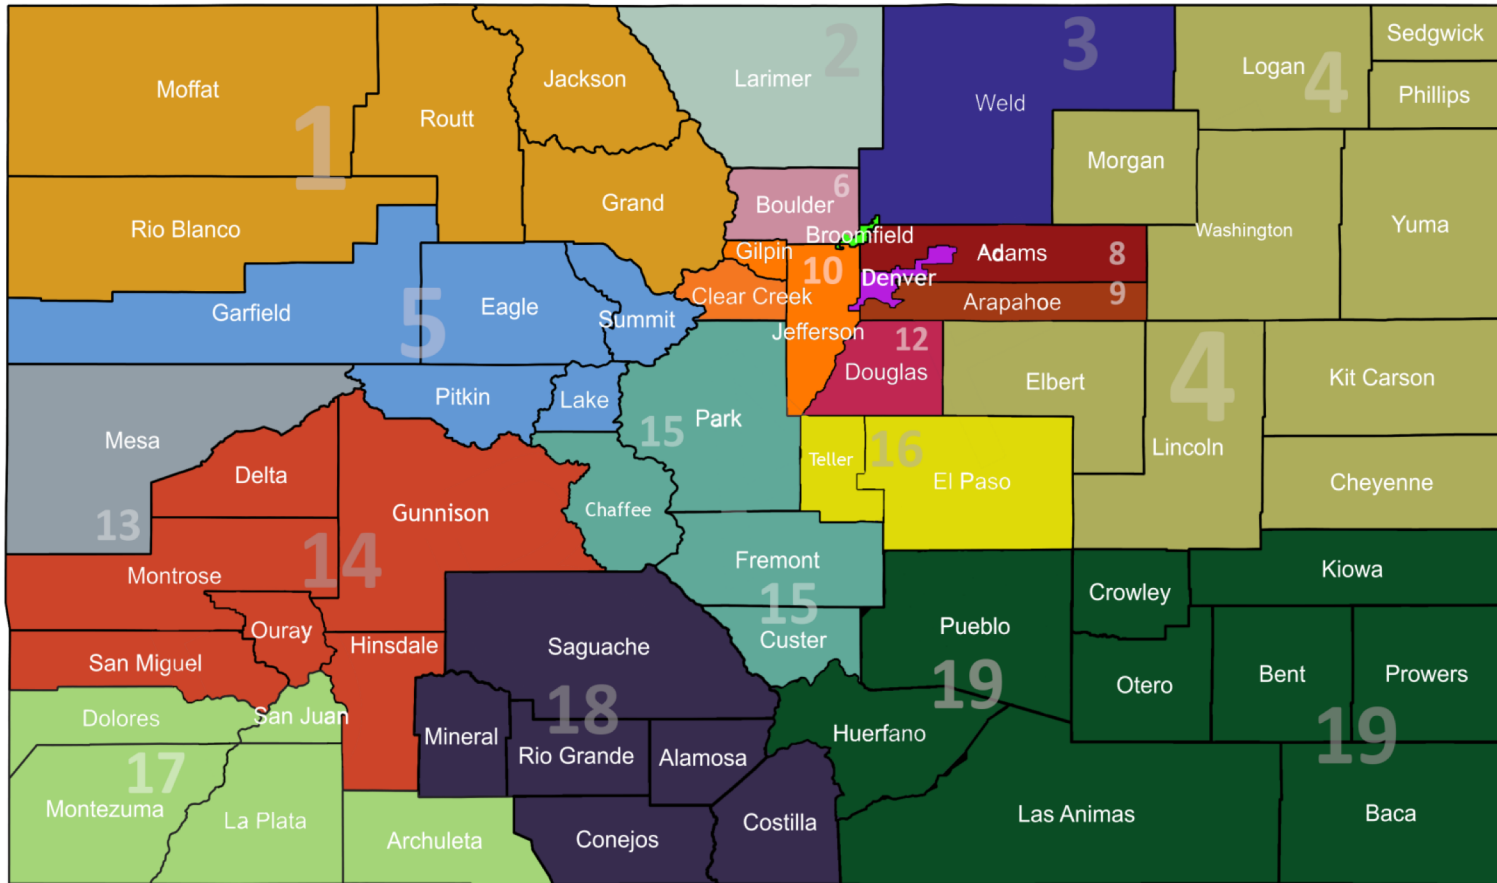 Moffat
Routt
Jackson
Larimer
2
Weld
3
Logan
4
Sedgwick
Phillips
1
Rio Blanco
Grand
Boulder
6
Morgan
Washington
Yuma
Gilpin
Broomfield
Adams
8
Clear Creek
10
Denver
Arapahoe
9
Garfield
5
Eagle
Summit
Jefferson
12
Douglas
Elbert
4
Lincoln
Kit Carson
Pitkin
Lake
Park
15
Mesa
13
Delta
Gunnison
Chaffee
Teller
16
El Paso
Cheyenne
14
Montrose
Fremont
15
Custer
Crowley
Kiowa
Ouray
Hinsdale
San Miguel
Saguache
Pueblo
19
Otero
Bent
Prowers
Dolores
San Juan
18
Mineral
Rio Grande
Alamosa
Huerfano
19
17
Montezuma
La Plata
Archuleta
Conejos
Costilla
Las Animas
Baca